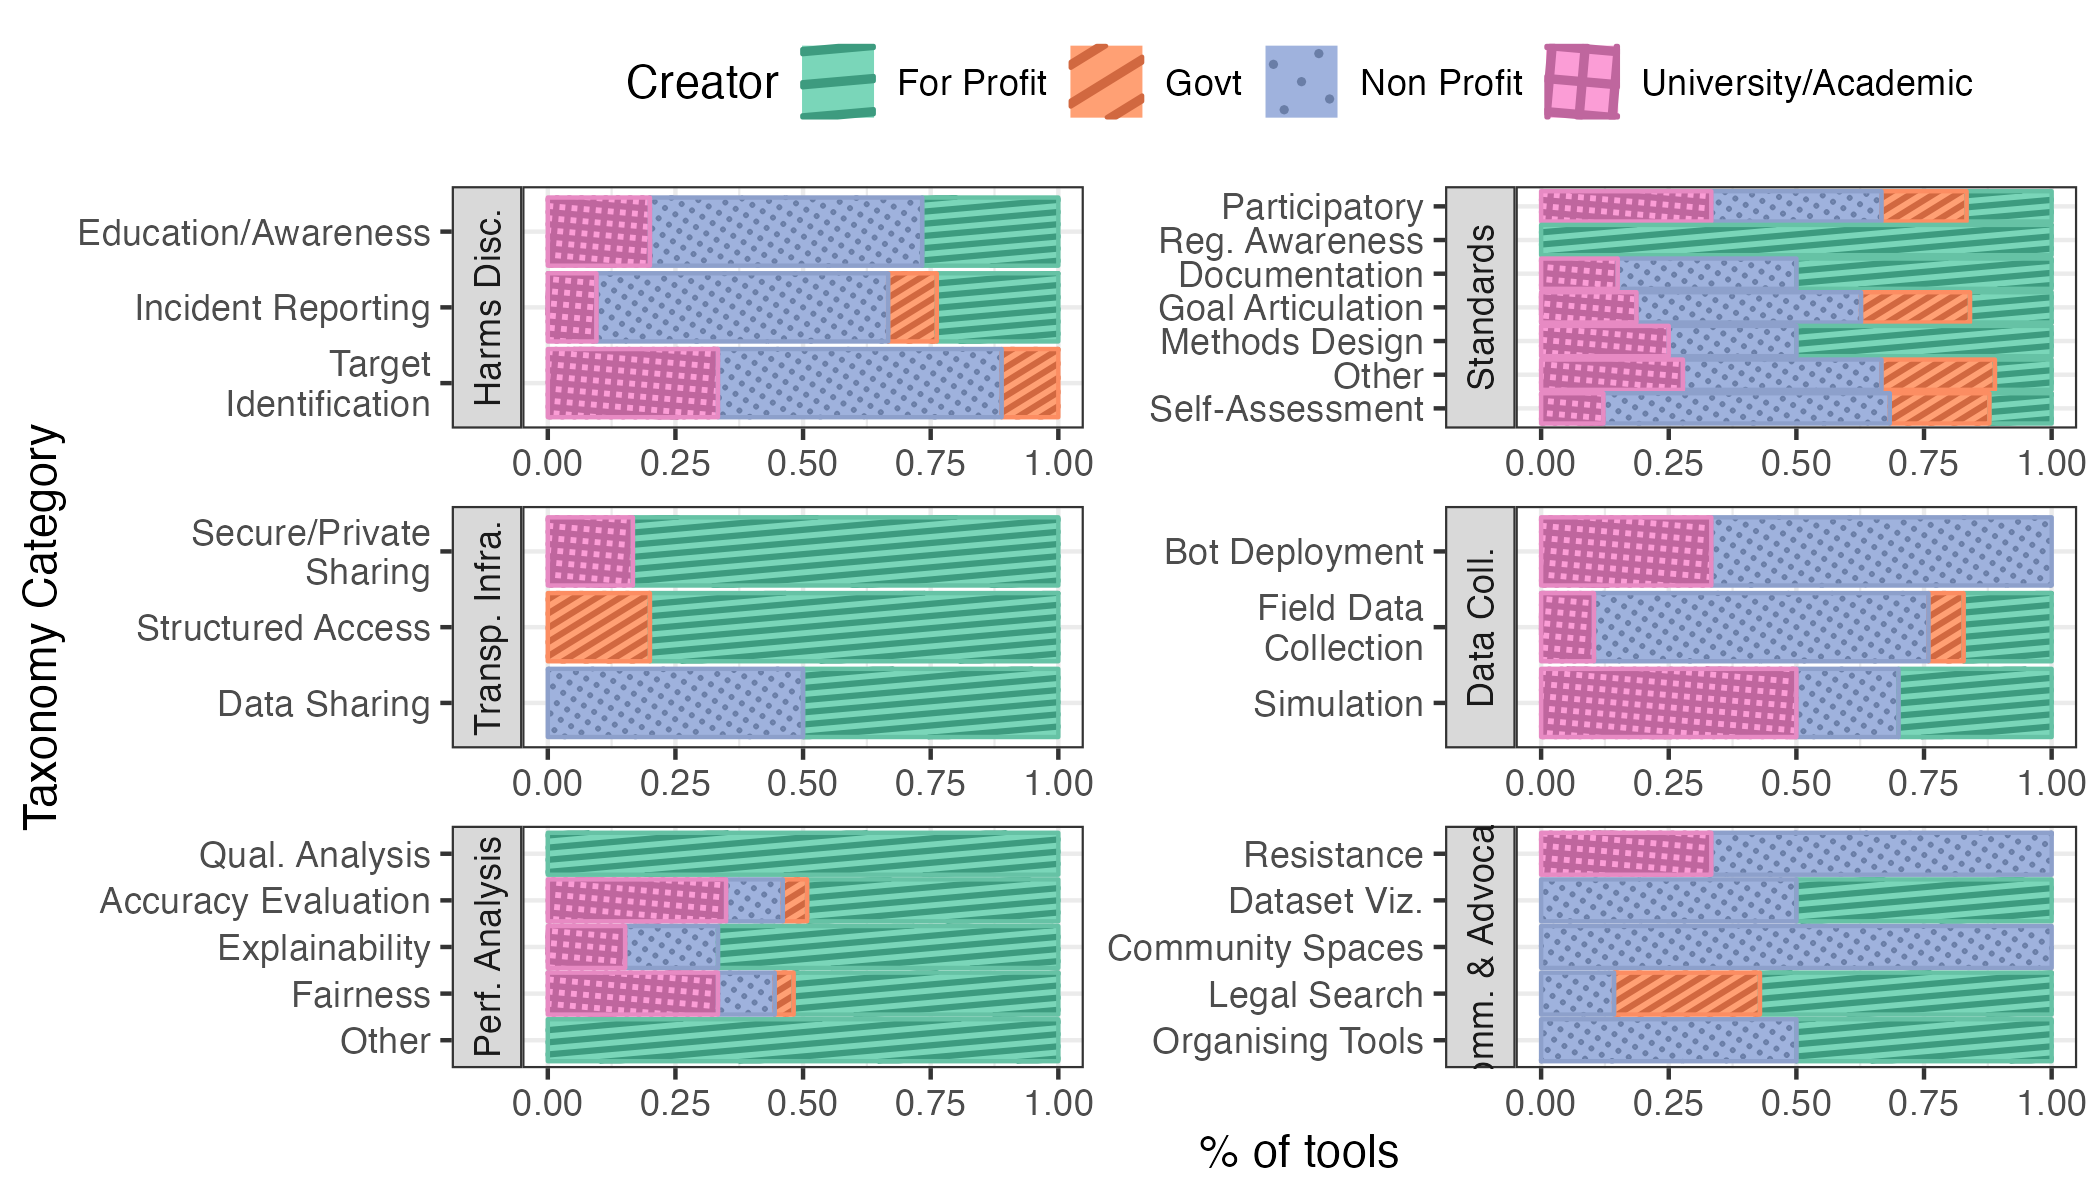 Creator For Profit Govt Non Profit University/Academic
Taxonomy Category
Harms Disc.
Education/Awareness
Incident Reporting
Target
Identification
0.00 0.25 0.50 0.75 1.00
Standards
Participatory
Reg. Awareness
Documentation
Goal Articulation
Methods Design
Other
Self-Assessment
0.00 0.25 0.50 0.75 1.00
Transp. Infra.
Secure/Private
Sharing
Structured Access
Data Sharing
0.00 0.25 0.50 0.75 1.00
Data Coll.
Bot Deployment
Field Data
Collection
Simulation
0.00 0.25 0.50 0.75 1.00
Perf. Analysis
Qual. Analysis
Accuracy Evaluation
Explainability
Fairness
Other
0.00 0.25 0.50 0.75 1.00
omm. & Advoca
Resistance
Dataset Viz.
Community Spaces
Legal Search
Organising Tools
0.00 0.25 0.50 0.75 1.00
% of tools